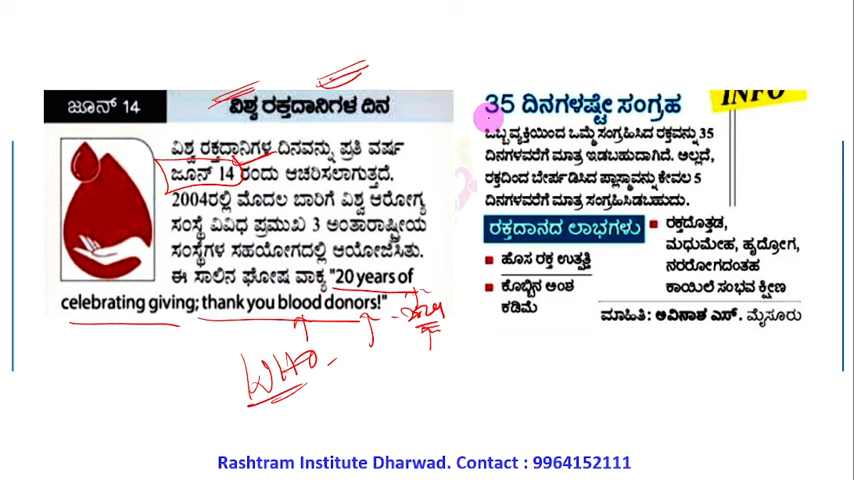 ಜೂನ್ 14
ವಿಶ್ವ ರಕ್ತದಾನಿಗಳ ದಿನ
ವಿಶ್ವ ರಕ್ತದಾನಿಗಳ ದಿನವನ್ನು ಪ್ರತಿ ವರ್ಷ
ಜೂನ್ 14 ರಂದು ಆಚರಿಸಲಾಗುತ್ತದೆ.
2004ರಲ್ಲಿ ಮೊದಲ ಬಾರಿಗೆ ವಿಶ್ವ ಆರೋಗ್ಯ
ಸಂಸ್ಥೆ ವಿವಿಧ ಪ್ರಮುಖ 3 ಅಂತಾರಾಷ್ಟ್ರೀಯ
ಸಂಸ್ಥೆಗಳ ಸಹಯೋಗದಲ್ಲಿ ಆಯೋಜಿಸಿತು.
ಈ ಸಾಲಿನ ಘೋಷ ವಾಕ್ಯ "20 years of
celebrating giving; thank you blood donors!"
2024
WHO
INFO
35 ದಿನಗಳಷ್ಟೇ ಸಂಗ್ರಹ
ಒಬ್ಬ ವ್ಯಕ್ತಿಯಿಂದ ಒಮ್ಮೆ ಸಂಗ್ರಹಿಸಿದ ರಕ್ತವನ್ನು 35
ದಿನಗಳವರೆಗೆ ಮಾತ್ರ ಇಡಬಹುದಾಗಿದೆ. ಅಲ್ಲದೆ,
ರಕ್ತದಿಂದ ಬೇರ್ಪಡಿಸಿದ ಪ್ಲಾಸ್ಮಾವನ್ನು ಕೇವಲ 5
ದಿನಗಳವರೆಗೆ ಮಾತ್ರ ಸಂಗ್ರಹಿಸಿಡಬಹುದು.
ರಕ್ತದಾನದ ಲಾಭಗಳು
ಹೊಸ ರಕ್ತ ಉತ್ಪತ್ತಿ
ಕೊಬ್ಬಿನ ಅಂಶ
ಕಡಿಮೆ
ರಕ್ತದೊತ್ತಡ,
ಮಧುಮೇಹ, ಹೃದ್ರೋಗ,
ನರರೋಗದಂತಹ
ಕಾಯಿಲೆ ಸಂಭವ ಕ್ಷೀಣ
ಮಾಹಿತಿ: ಅವಿನಾಶ ಎಸ್. ಮೈಸೂರು
Rashtram Institute Dharwad. Contact : 9964152111